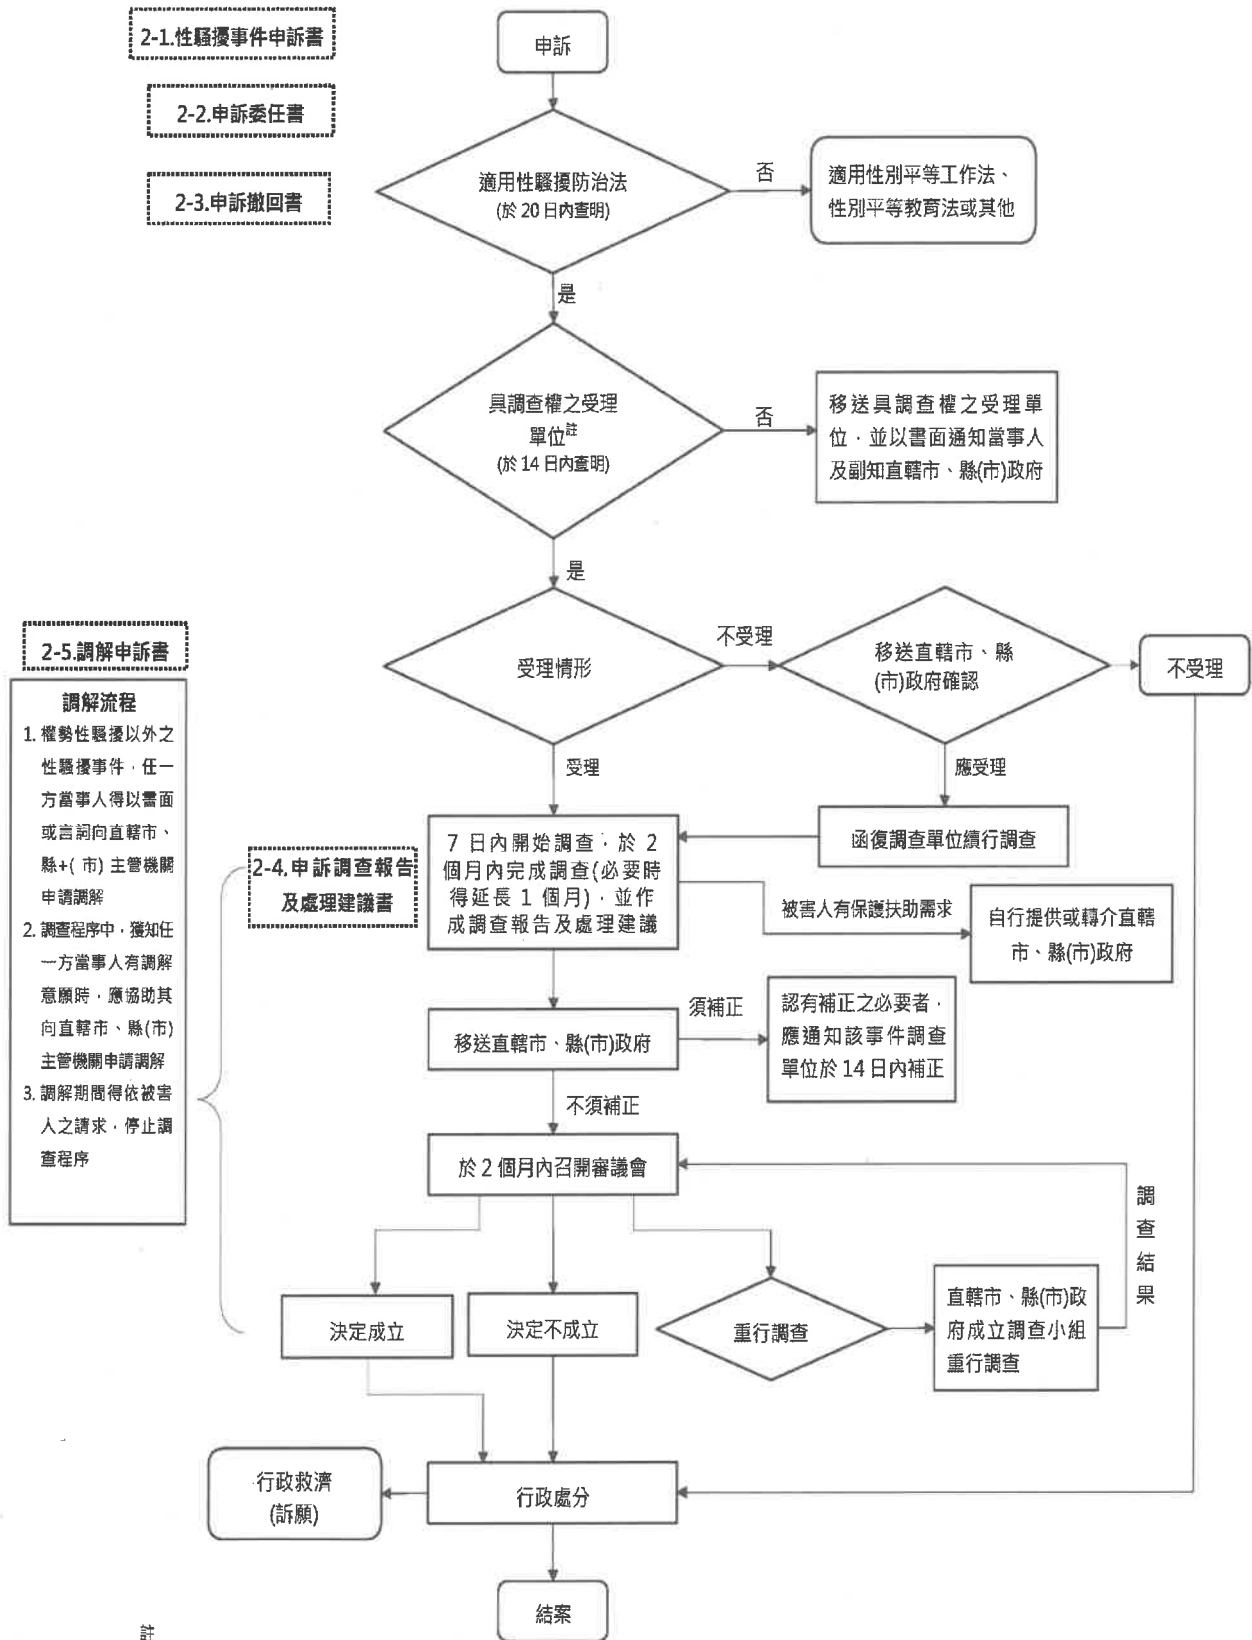 2-1.性騷擾事件申訴書
申訴
2-2.申訴委任書
2-3.申訴撤回書
適用性騷擾防治法
(於 20 日內查明)
否
適用性別平等工作法、
性別平等教育法或其他
是
具調查權之受理
單位註
(於 14 日內查明)
否
移送具調查權之受理單
位，並以書面通知當事人
及副知直轄市、縣(市)政府
是
受理情形
不受理
移送直轄市、縣
(市)政府確認
不受理
受理
應受理
函復調查單位續行調查
2-5.調解申訴書
調解流程
1. 權勢性騷擾以外之
性騷擾事件，任一
方當事人得以書面
或言詞向直轄市、
縣+( 市) 主管機關
申請調解
2. 調查程序中，獲知任
一方當事人有調解
意願時，應協助其
向直轄市、縣(市)
主管機關申請調解
3. 調解期間得依被害
人之請求，停止調
查程序
2-4.申訴調查報告
及處理建議書
7 日內開始調查，於 2
個月內完成調查(必要時
得延長 1 個月)，並作
成調查報告及處理建議
被害人有保護扶助需求
自行提供或轉介直轄
市、縣(市)政府
移送直轄市、縣(市)政府
須補正
認有補正之必要者，
應通知該事件調查
單位於 14 日內補正
不須補正
於 2 個月內召開審議會
調查結果
決定成立
決定不成立
重行調查
直轄市、縣(市)政
府成立調查小組
重行調查
行政處分
行政救濟
(訴願)
結案
註